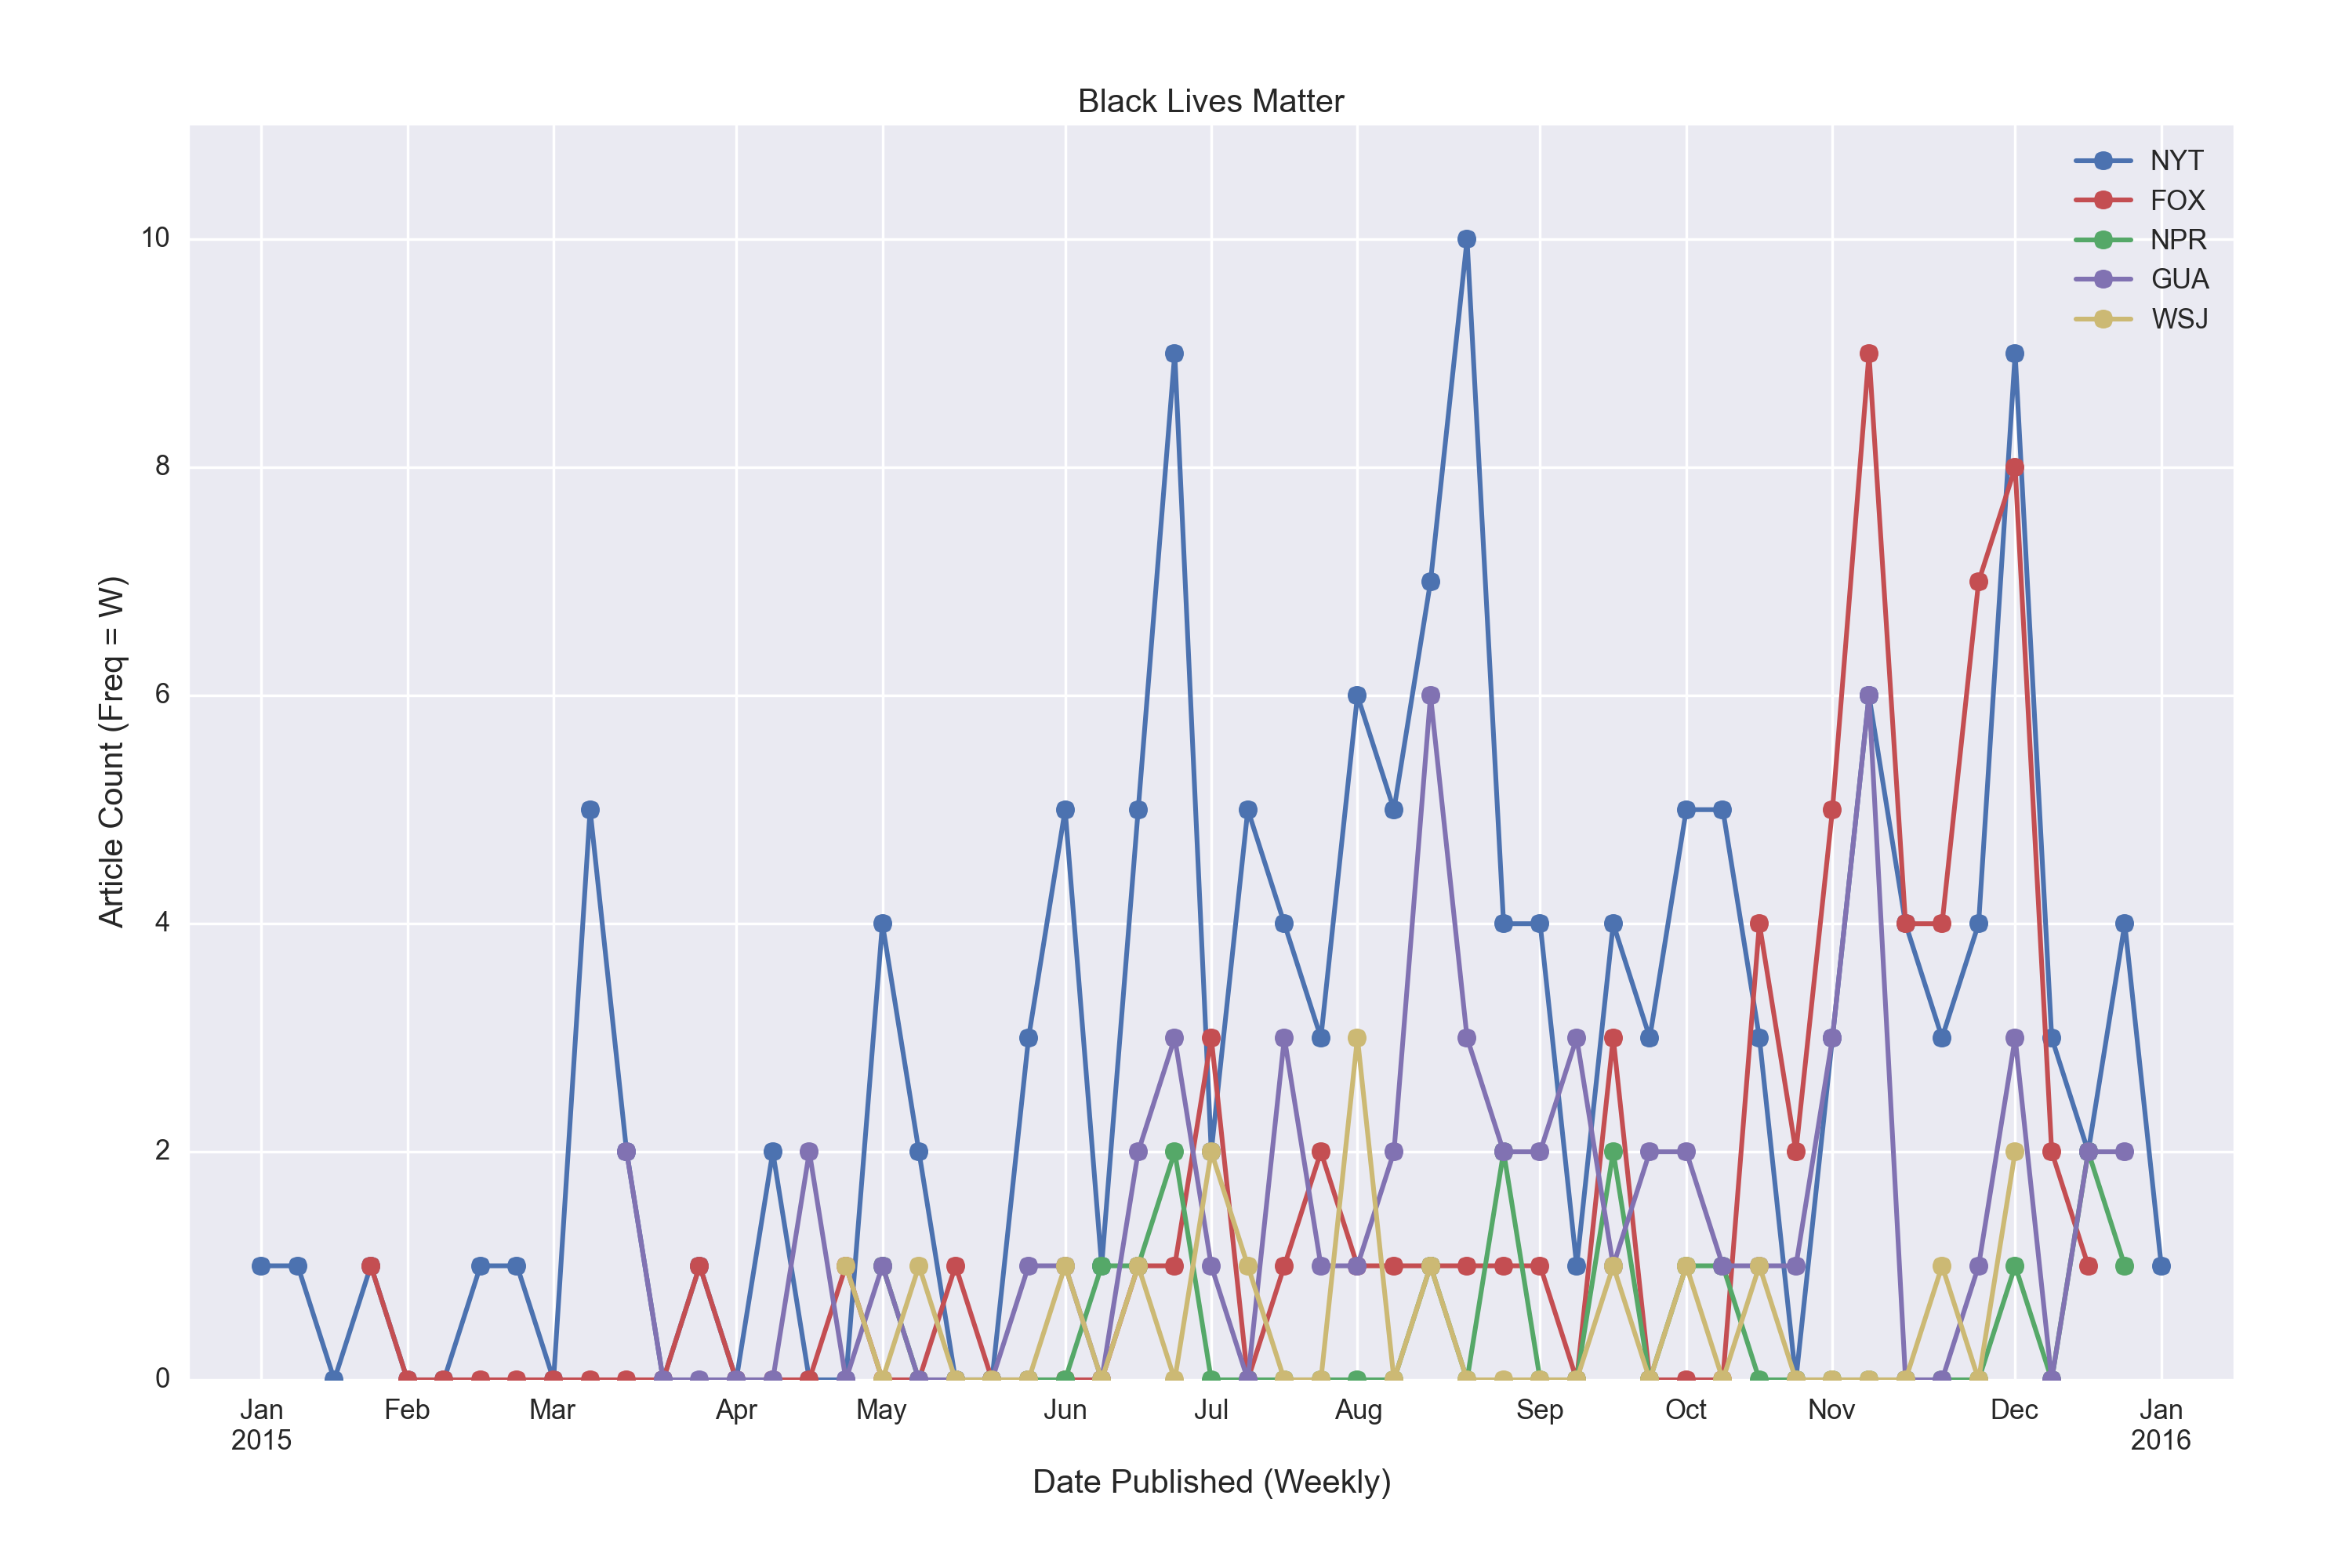 Black Lives Matter
NYT
FOX
NPR
GUA
WSJ
Article Count (Freq = W)
10
8
6
4
2
0
Jan Feb Mar Apr May Jun Jul Aug Sep Oct Nov Dec Jan
2015 2016
Date Published (Weekly)